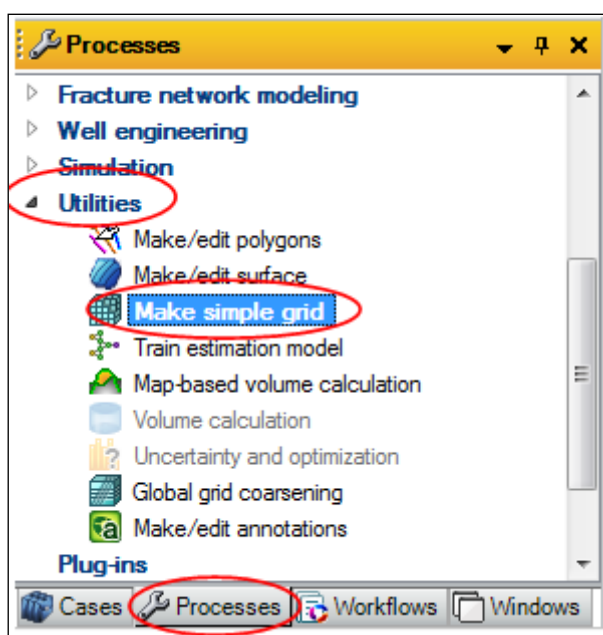 Processes
Fracture network modeling
Well engineering
Simulation
Utilities
Make/edit polygons
Make/edit surface
Make simple grid
Train estimation model
Map-based volume calculation
Volume calculation
Uncertainty and optimization
Global grid coarsening
Make/edit annotations
Plug-ins
Cases Processes Workflows Windows